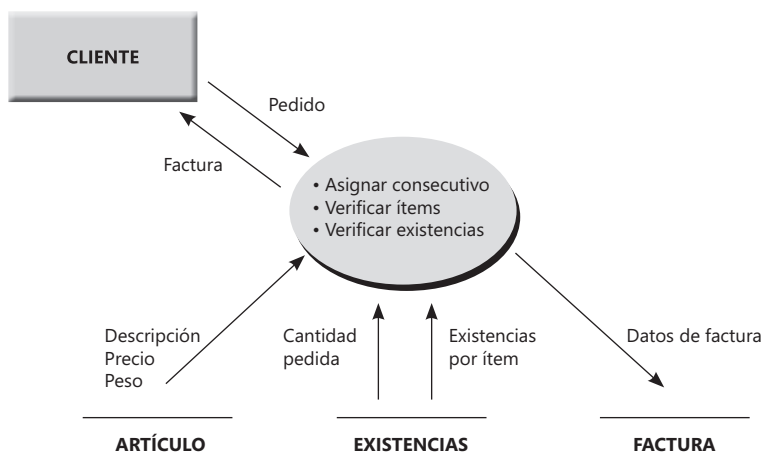 CLIENTE
Pedido
Factura
• Asignar consecutivo
• Verificar ítems
• Verificar existencias
Descripción
Precio
Peso
Cantidad
pedida
Existencias
por ítem
Datos de factura
ARTÍCULO
EXISTENCIAS
FACTURA